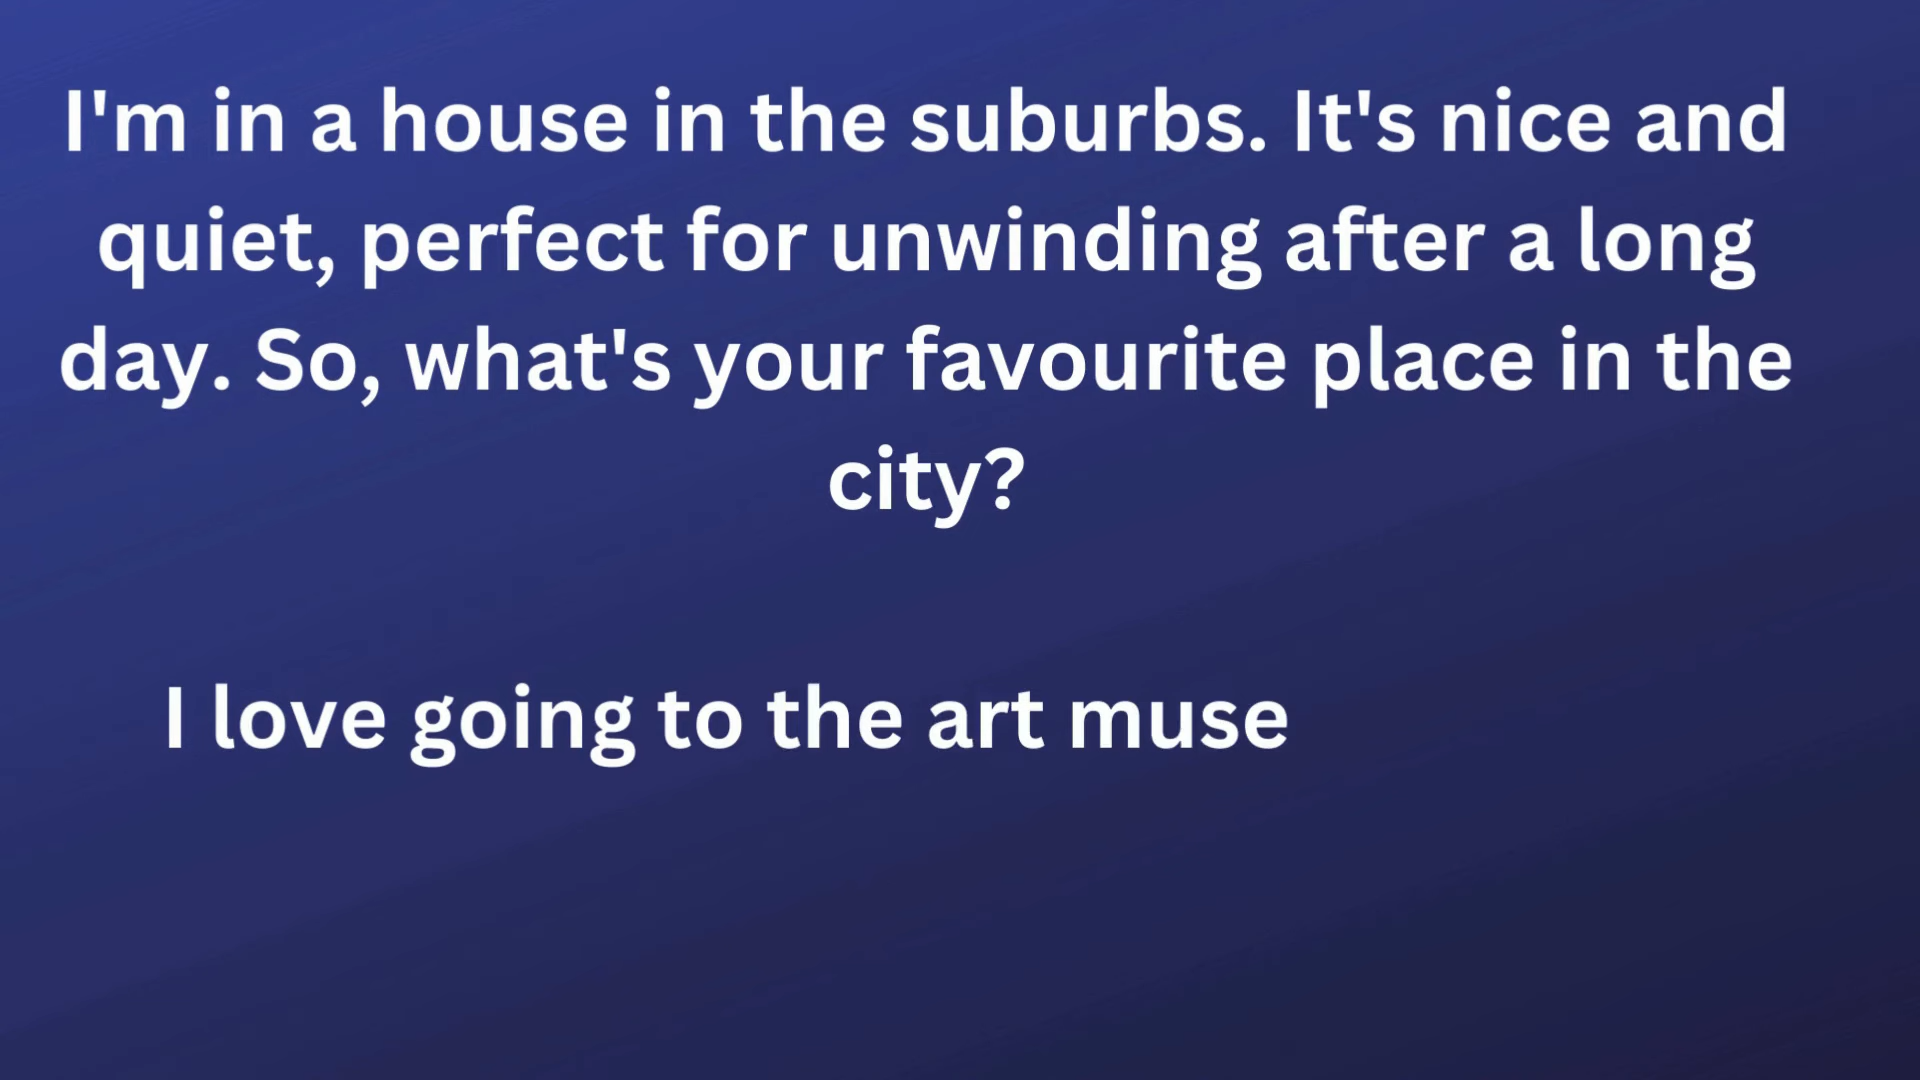 I'm in a house in the suburbs. It's nice and
quiet, perfect for unwinding after a long
day. So, what's your favourite place in the
city?
I love going to the art muse